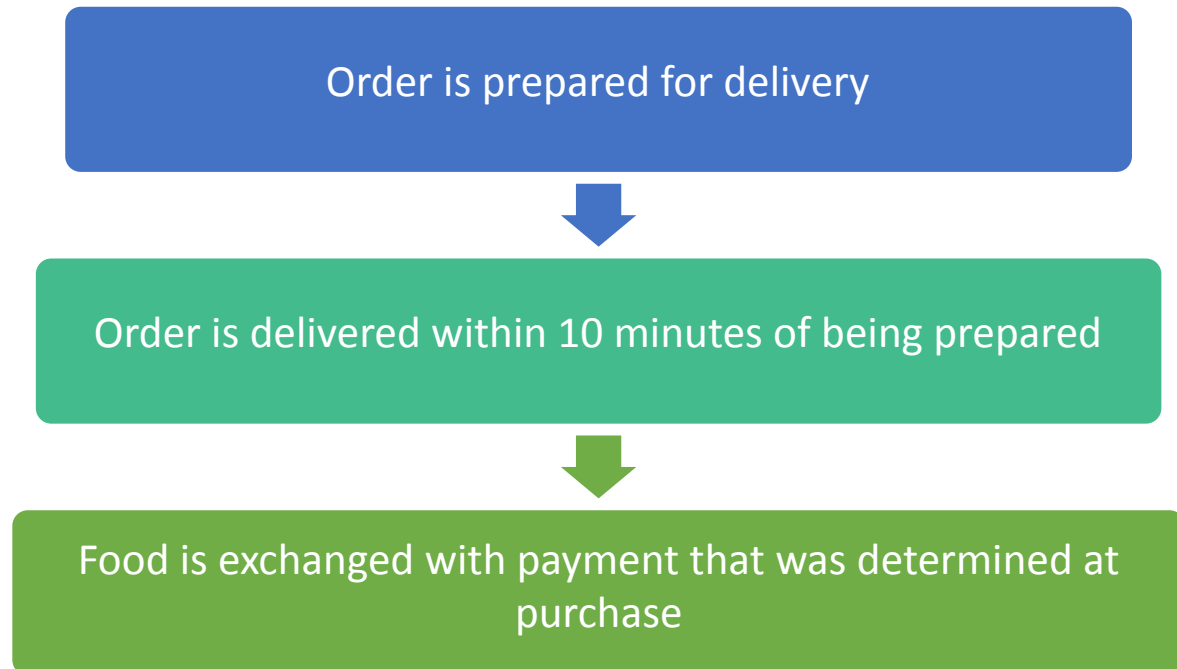 Order is prepared for delivery
Order is delivered within 10 minutes of being prepared
Food is exchanged with payment that was determined at
purchase